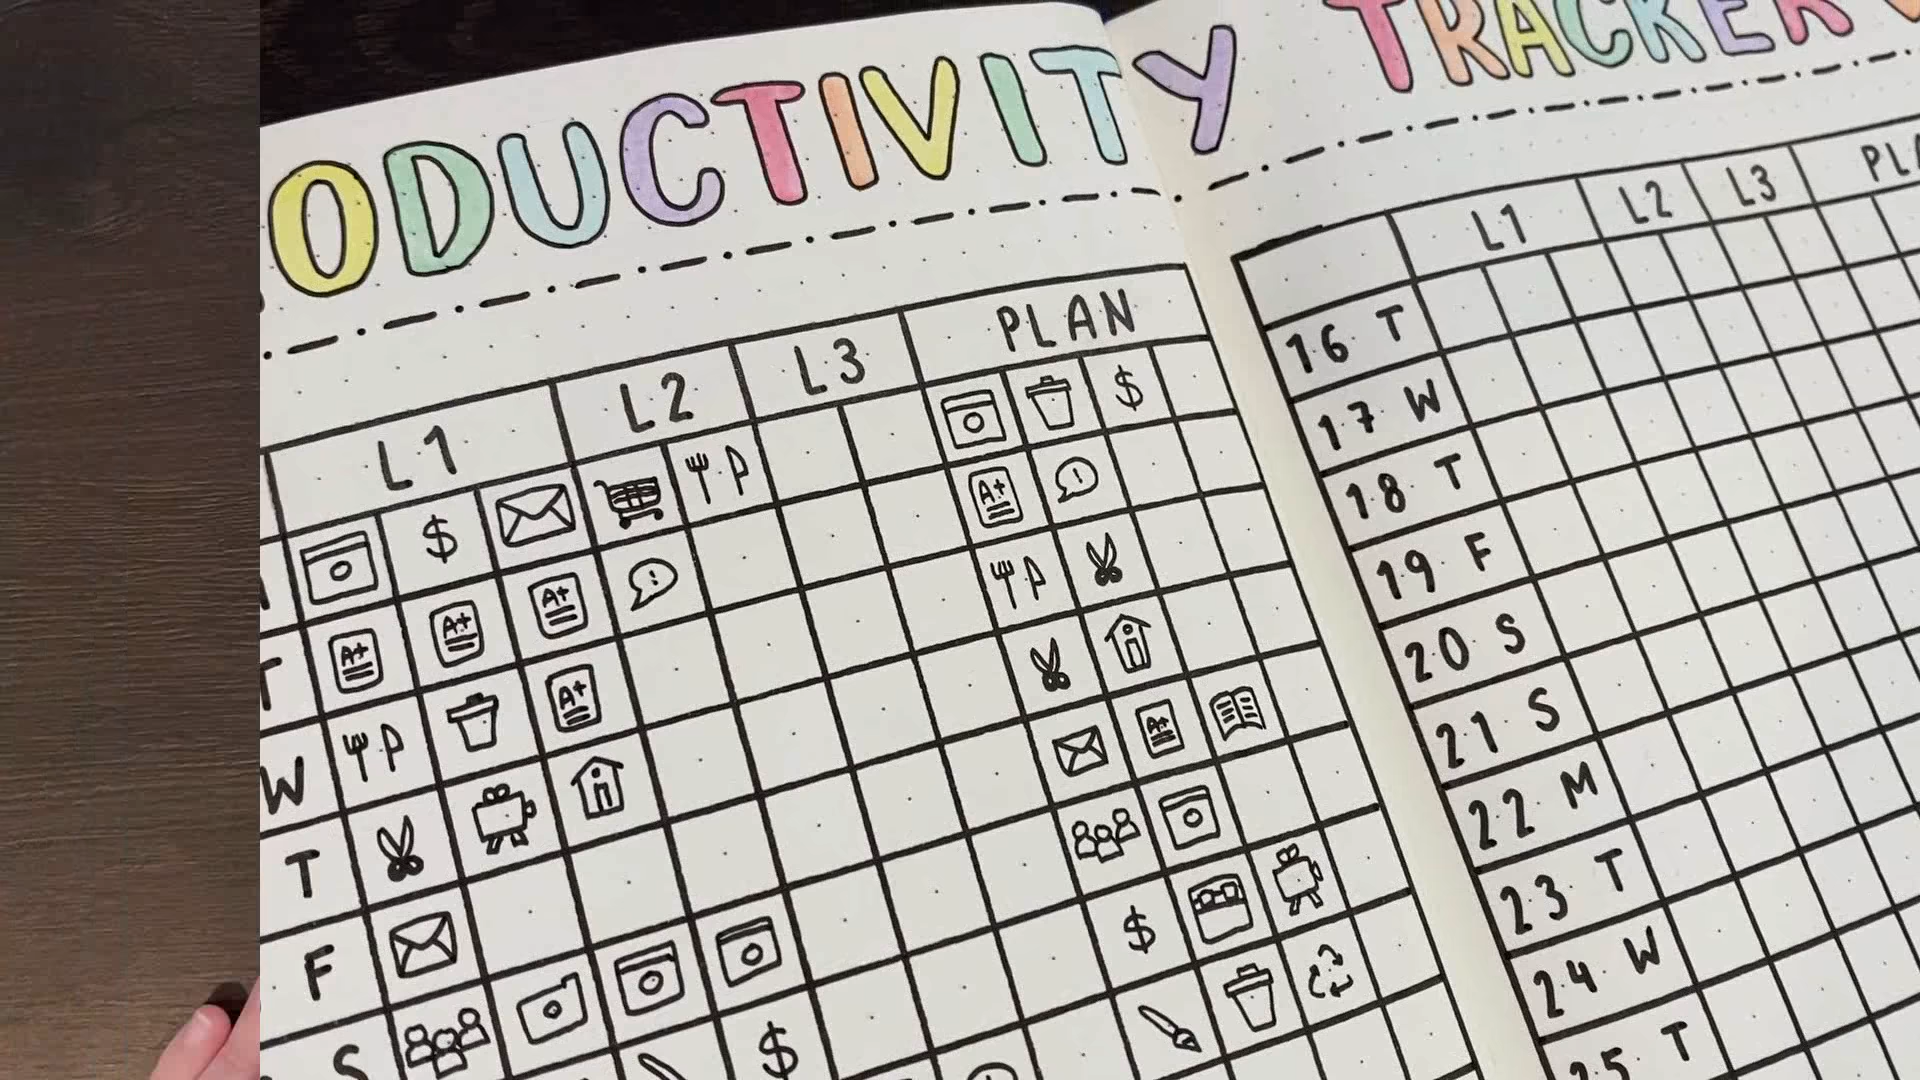 ODUCTIVITY TRACKER
L1 L2 L3 PLAN
$ $
A+
A+ A+ A+
T
A+
W
T
A+
F
$
S
$
L1 L2 L3 PLA
16 T
17 W
18 T
19 F
20 S
21 S
22 M
23 T
24 W
25 T